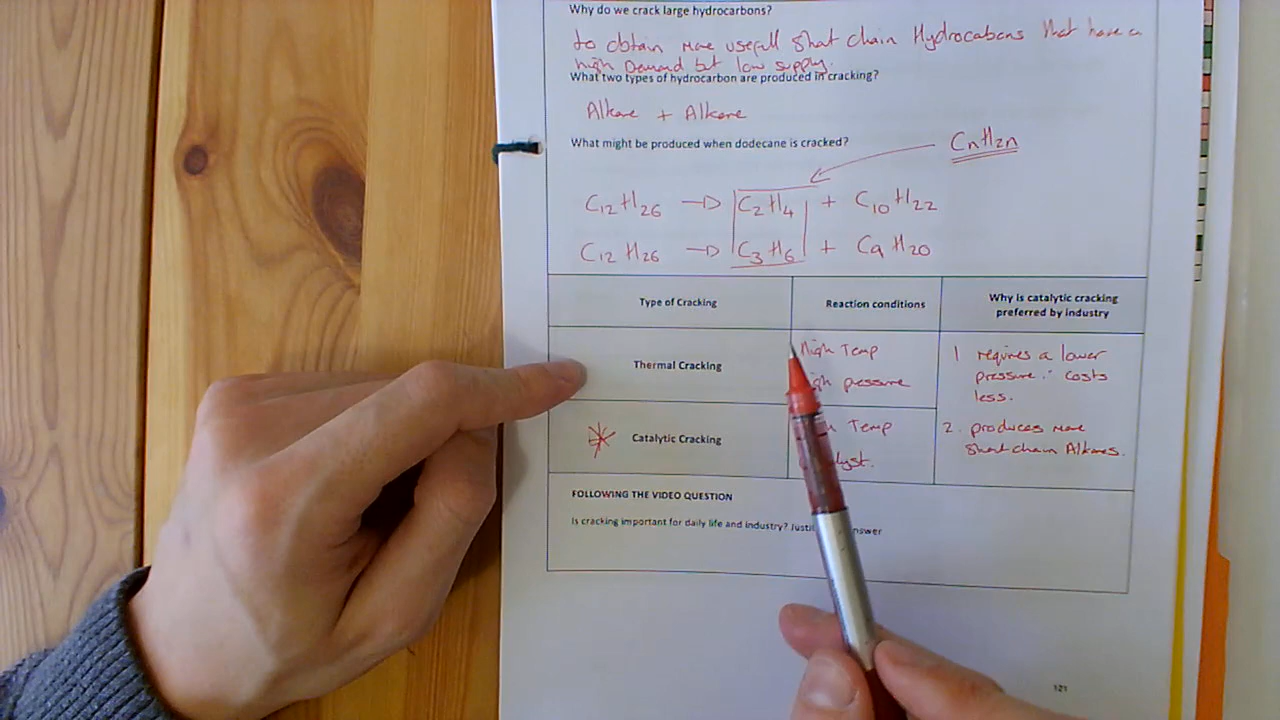 Why do we crack large hydrocarbons?
to obtain more usefull Short chain Hydrocabons that have a
high Demand but low supply.
What two types of hydrocarbon are produced in cracking?
Alkane + Alkene
What might be produced when dodecane is cracked?
CnH2n
C12H26 → C2H4 + C10H22
C12H26 → C3H6 + C9H20
Type of Cracking
Reaction conditions
Why is catalytic cracking
preferred by industry
Thermal Cracking
High Temp
high pressure
1 requires a lower
pressure ∴ costs
less.
Catalytic Cracking
Temp
2. produces more
Short chain Alkanes.
FOLLOWING THE VIDEO QUESTION
Is cracking important for daily life and industry?
121